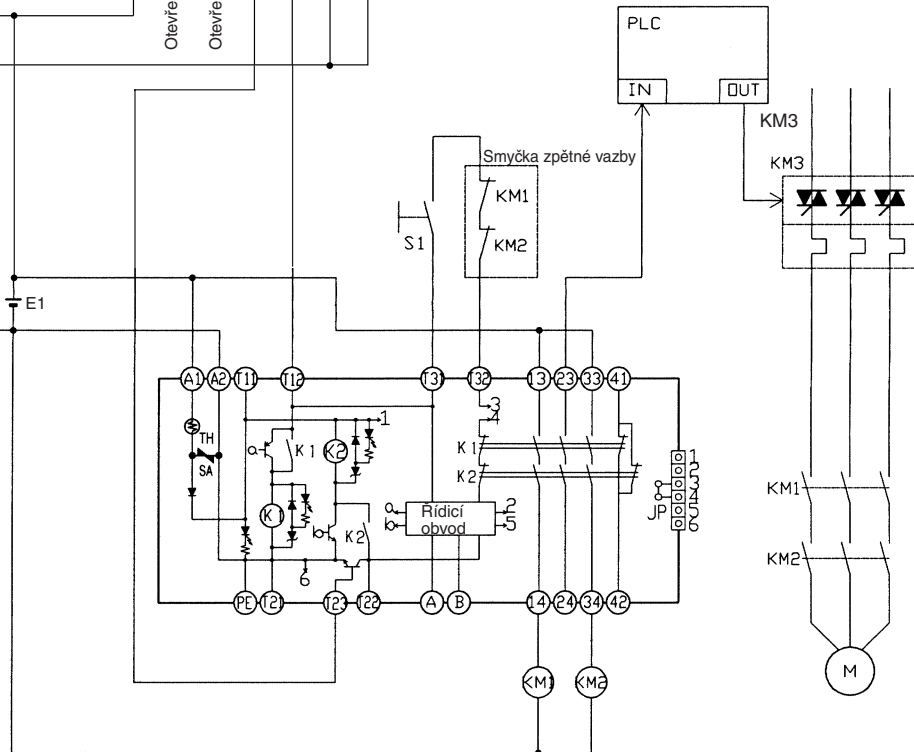 Otevře
Otevře
PLC
IN OUT
KM3
KM3
Smyčka zpětné vazby
KM1
S1
KM2
E1
A1 A2 T11 T12 T31 T32 13 23 33 41
3
4
1
TH
SA
a
K1
K2
K1
K2
1
2
3
4
5
6
JP
K1
b
K2
a
b
Řídicí
obvod
2
5
6
PE T21 T23 T22 A B 14 24 34 42
KM1
KM2
KM1 KM2
M